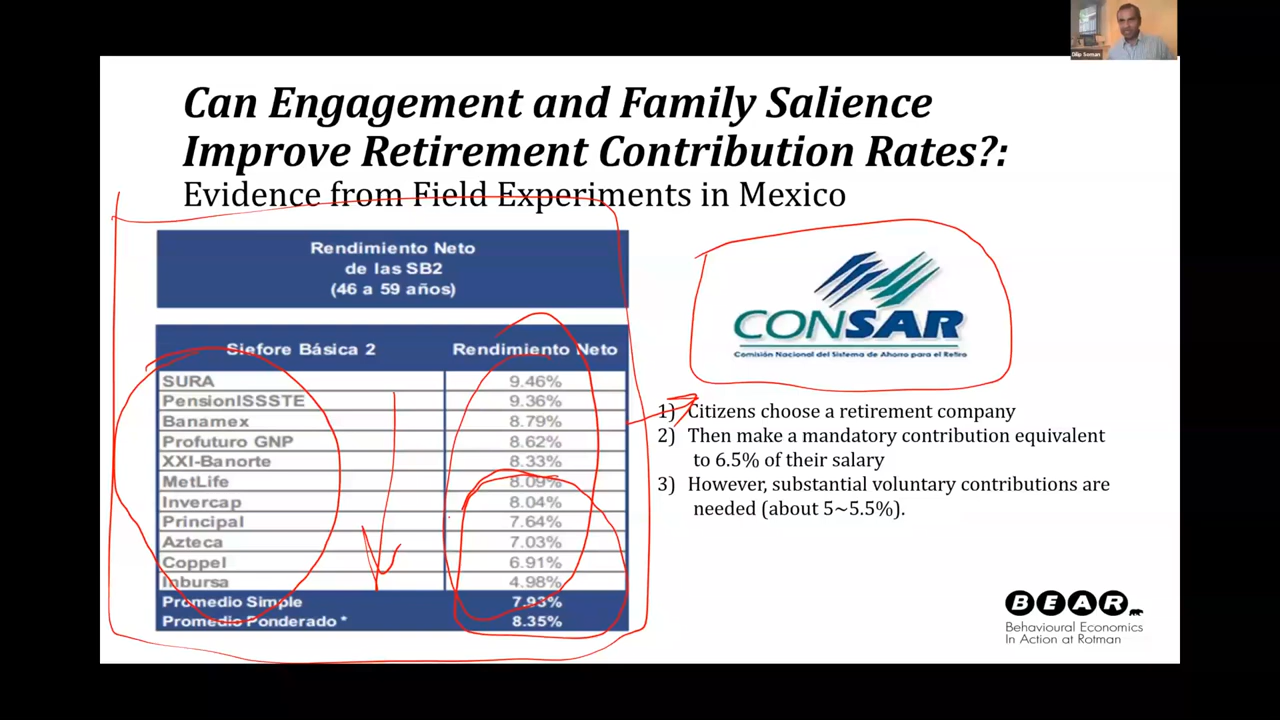 Dilip Soman
Can Engagement and Family Salience
Improve Retirement Contribution Rates?:
Evidence from Field Experiments in Mexico
Rendimiento Neto
de las SB2
(46 a 59 años)
Siefore Básica 2 Rendimiento Neto
SURA 9.46%
PensionISSSTE 9.36%
Banamex 8.79%
Profuturo GNP 8.62%
XXI-Banorte 8.33%
MetLife 8.09%
Invercap 8.04%
Principal 7.64%
Azteca 7.03%
Coppel 6.91%
Inbursa 4.98%
Promedio Simple 7.93%
Promedio Ponderado * 8.35%
CONSAR
Comisión Nacional del Sistema de Ahorro para el Retiro
1) Citizens choose a retirement company
2) Then make a mandatory contribution equivalent
to 6.5% of their salary
3) However, substantial voluntary contributions are
needed (about 5~5.5%).
BEAR
Behavioural Economics
In Action at Rotman